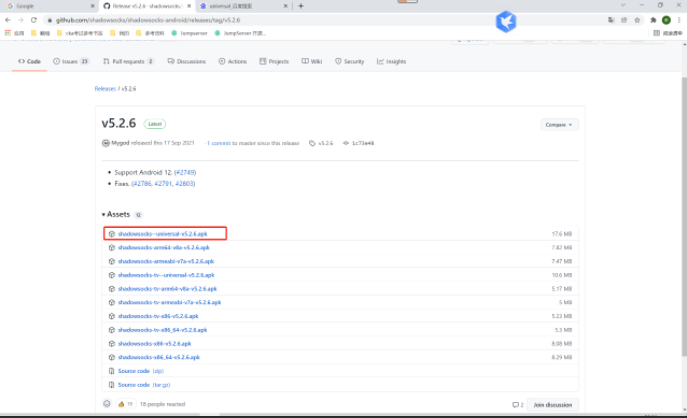 Google
Release v5.2.6 · shadowsocks
universal_百度搜索
github.com/shadowsocks/shadowsocks-android/releases/tag/v5.2.6
应用
翻译
我的
参考资料
Jumpserver
JumpServer 开源...
阅读清单
Code
Issues 23
Pull requests 2
Discussions
Actions
Projects
Wiki
Security
Insights
Releases / v5.2.6
v5.2.6
Latest
Compare
Mygod released this 17 Sep 2021
-1 commit to master since this release
v5.2.6
1c73a40
Support Android 12. (#2749)
Fixes. (#2786, #2791, #2803)
Assets 12
shadowsocks--universal-v5.2.6.apk 17.6 MB
shadowsocks-arm64-v8a-v5.2.6.apk 7.82 MB
shadowsocks-armeabi-v7a-v5.2.6.apk 7.47 MB
shadowsocks-tv--universal-v5.2.6.apk 10.6 MB
shadowsocks-tv-arm64-v8a-v5.2.6.apk 5.17 MB
shadowsocks-tv-armeabi-v7a-v5.2.6.apk 5 MB
shadowsocks-tv-x86-v5.2.6.apk 5.23 MB
shadowsocks-tv-x86_64-v5.2.6.apk 5.3 MB
shadowsocks-x86-v5.2.6.apk 8.08 MB
shadowsocks-x86_64-v5.2.6.apk 8.29 MB
Source code (zip)
Source code (tar.gz)
18 people reacted
2 Join discussion